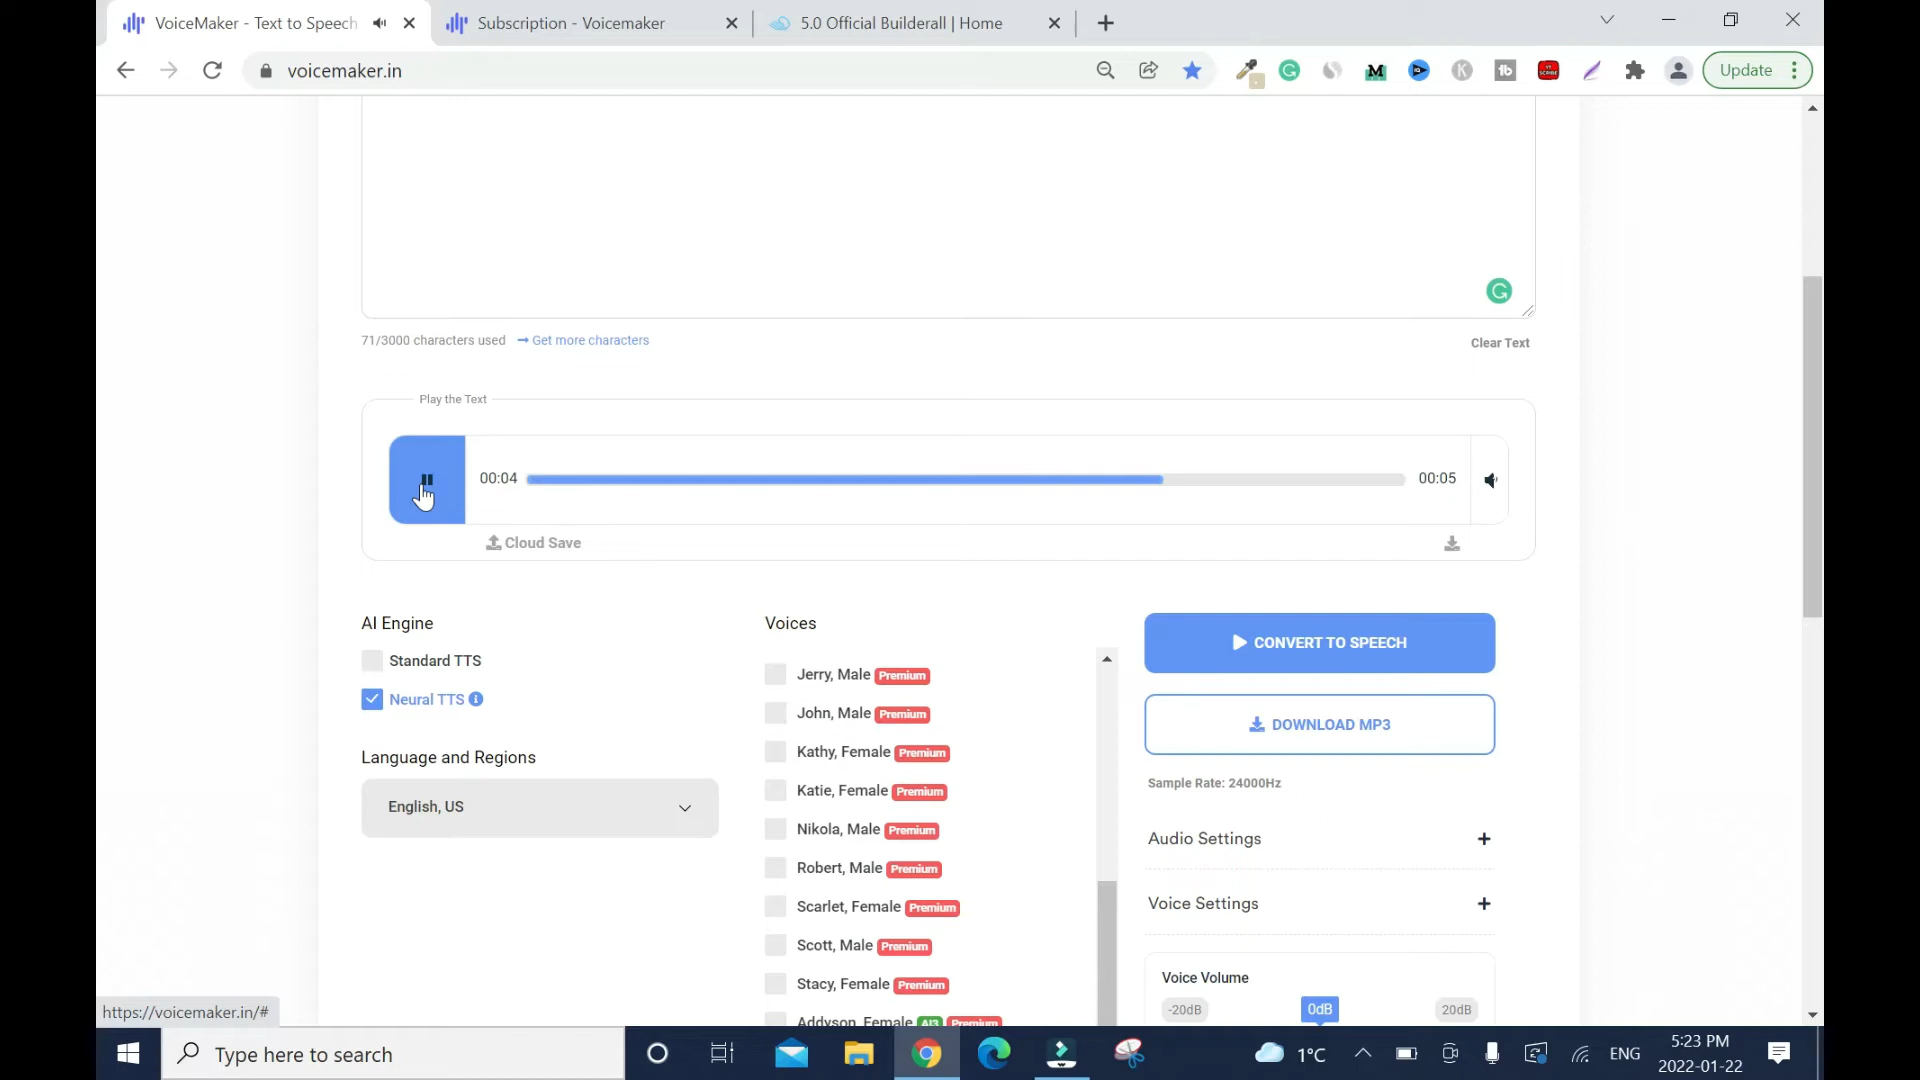 VoiceMaker - Text to Speech
Subscription - Voicemaker
5.0 Official Builderall | Home
voicemaker.in
Update
71/3000 characters used
Get more characters
Clear Text
Play the Text
00:04
00:05
Cloud Save
AI Engine
Standard TTS
Neural TTS
Language and Regions
English, US
Voices
Jerry, Male Premium
John, Male Premium
Kathy, Female Premium
Katie, Female Premium
Nikola, Male Premium
Robert, Male Premium
Scarlet, Female Premium
Scott, Male Premium
Stacy, Female Premium
Addyson, Female AI3 Premium
CONVERT TO SPEECH
DOWNLOAD MP3
Sample Rate: 24000Hz
Audio Settings
Voice Settings
Voice Volume
-20dB
0dB
20dB
https://voicemaker.in/#
Type here to search
1°C
ENG
5:23 PM
2022-01-22